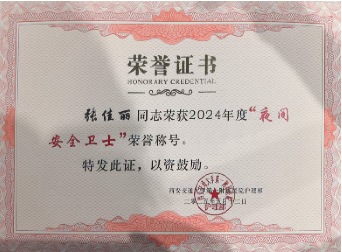 荣誉证书
HONORARY CREDENTIAL
张佳丽同志荣获2024年度“夜间
安全卫士”荣誉称号。
特发此证，以资鼓励。